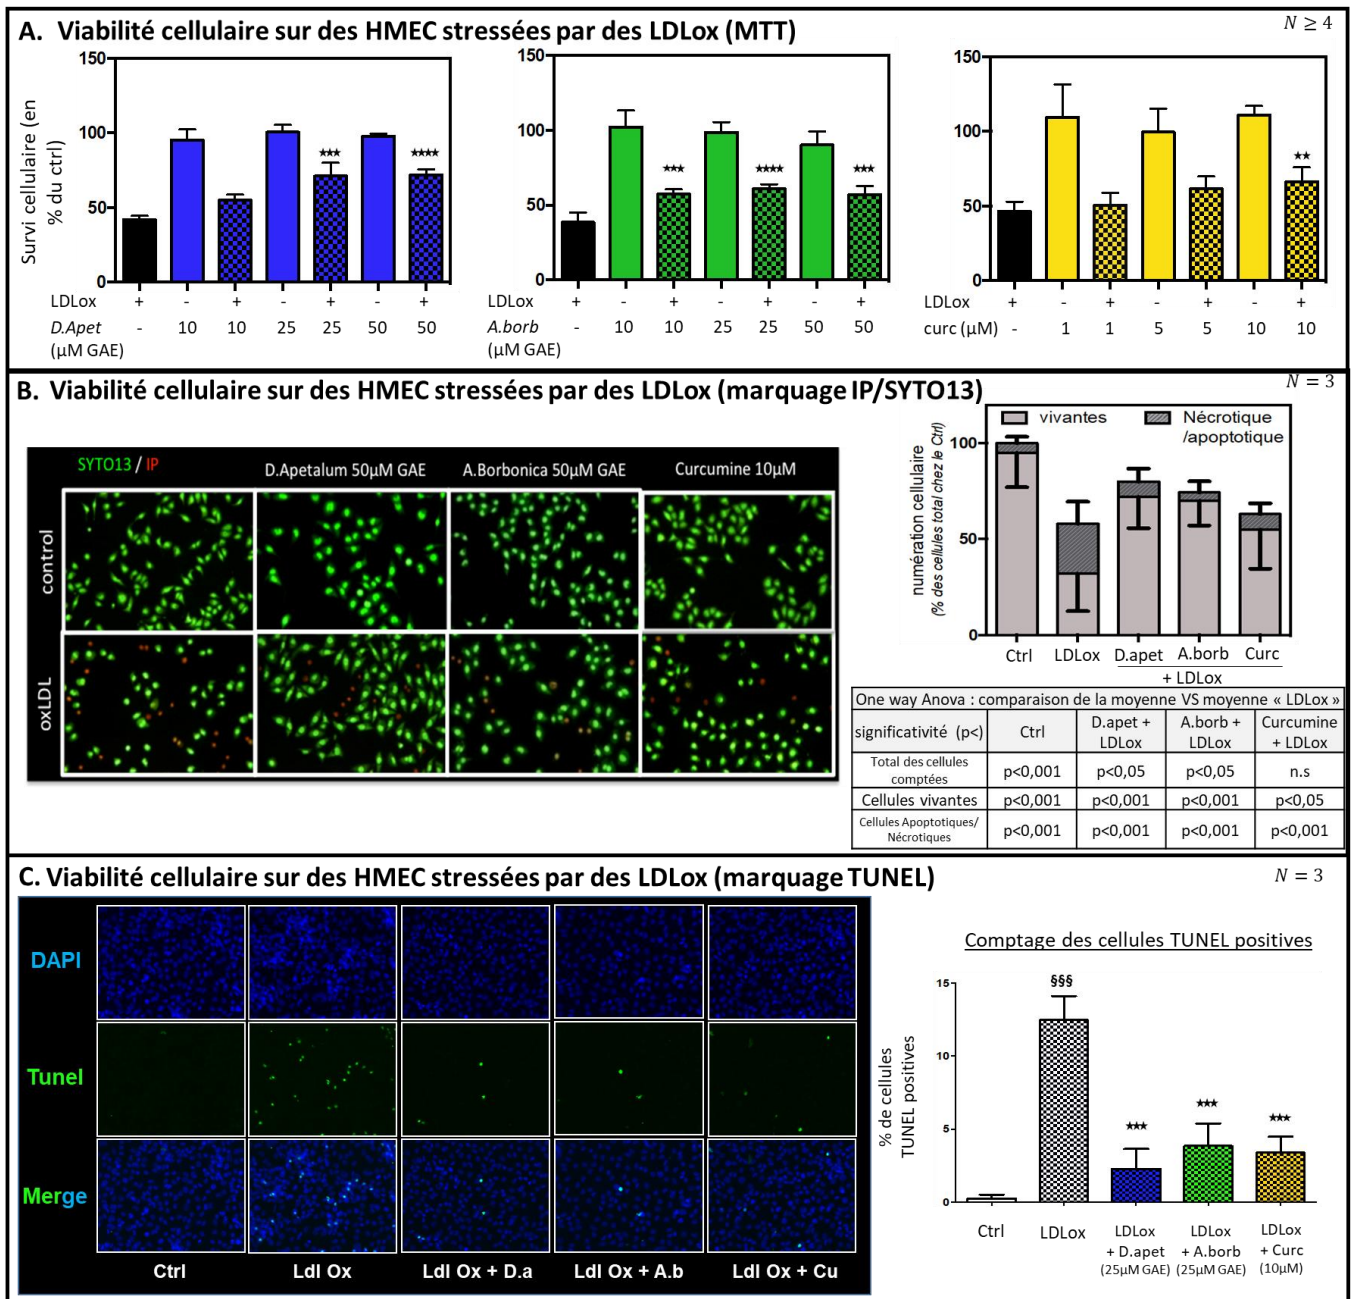 A. Viabilité cellulaire sur des HMEC stressées par des LDLox (MTT)
N ≥ 4
Survi cellulaire (en
% du ctrl)
150
100
50
0
***
****
LDLox + - + - + - +
D.Apet - 10 10 25 25 50 50
(µM GAE)
150
100
50
0
***
****
***
LDLox + - + - + - +
A.borb - 10 10 25 25 50 50
(µM GAE)
150
100
50
0
**
LDLox + - + - + - +
curc (µM) - 1 1 5 5 10 10
B. Viabilité cellulaire sur des HMEC stressées par des LDLox (marquage IP/SYTO13)
N = 3
SYTO13 / IP
D.Apetalum 50µM GAE
A.Borbonica 50µM GAE
Curcumine 10µM
control
oxLDL
vivantes
Nécrotique
/apoptotique
numération cellulaire
(% des cellules total chez le Ctrl)
100
50
0
Ctrl LDLox D.apet A.borb Curc
+ LDLox
One way Anova : comparaison de la moyenne VS moyenne « LDLox »
significativité (p<) Ctrl D.apet + LDLox A.borb + LDLox Curcumine + LDLox
Total des cellules comptées p<0,001 p<0,05 p<0,05 n.s
Cellules vivantes p<0,001 p<0,001 p<0,001 p<0,05
Cellules Apoptotiques/ Nécrotiques p<0,001 p<0,001 p<0,001 p<0,001
C. Viabilité cellulaire sur des HMEC stressées par des LDLox (marquage TUNEL)
N = 3
DAPI
Tunel
Merge
Ctrl Ldl Ox Ldl Ox + D.a Ldl Ox + A.b Ldl Ox + Cu
Comptage des cellules TUNEL positives
% de cellules
TUNEL positives
15
10
5
0
§§§
***
***
***
Ctrl
LDLox
LDLox
+ D.apet
(25µM GAE)
LDLox
+ A.borb
(25µM GAE)
LDLox
+ Curc
(10µM)